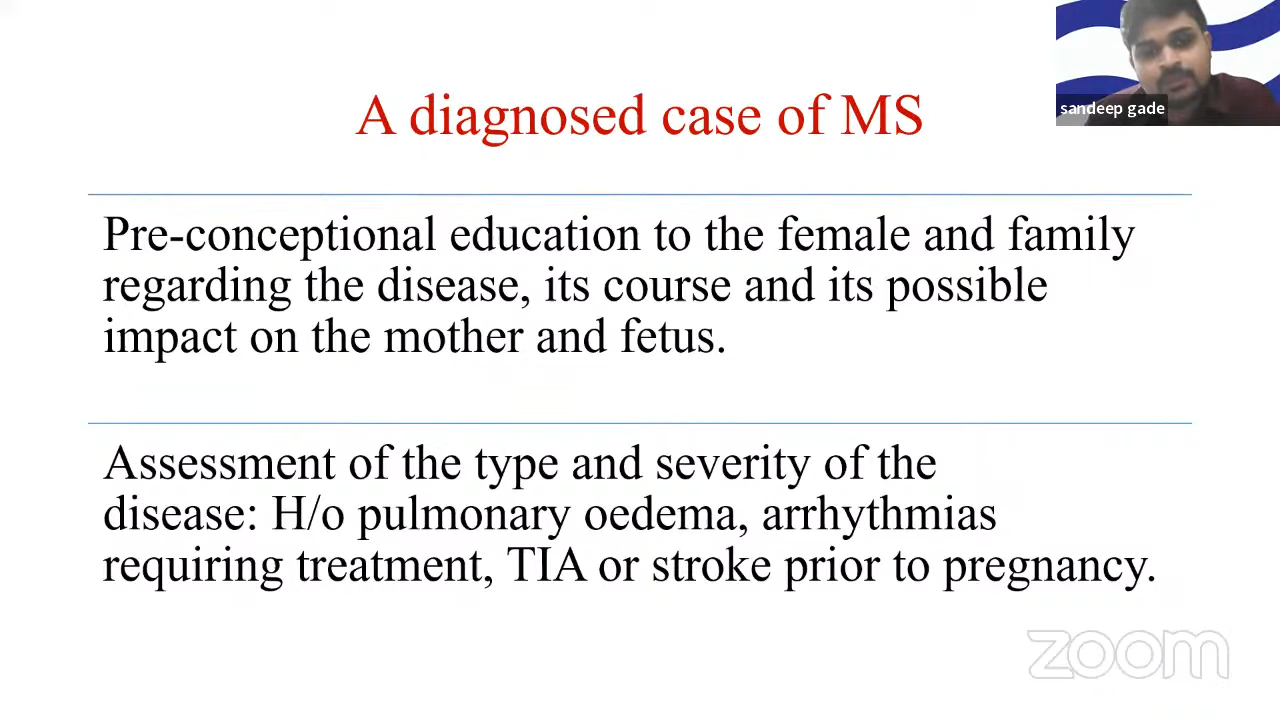 sandeep gade
A diagnosed case of MS
Pre-conceptional education to the female and family
regarding the disease, its course and its possible
impact on the mother and fetus.
Assessment of the type and severity of the
disease: H/o pulmonary oedema, arrhythmias
requiring treatment, TIA or stroke prior to pregnancy.
zoom